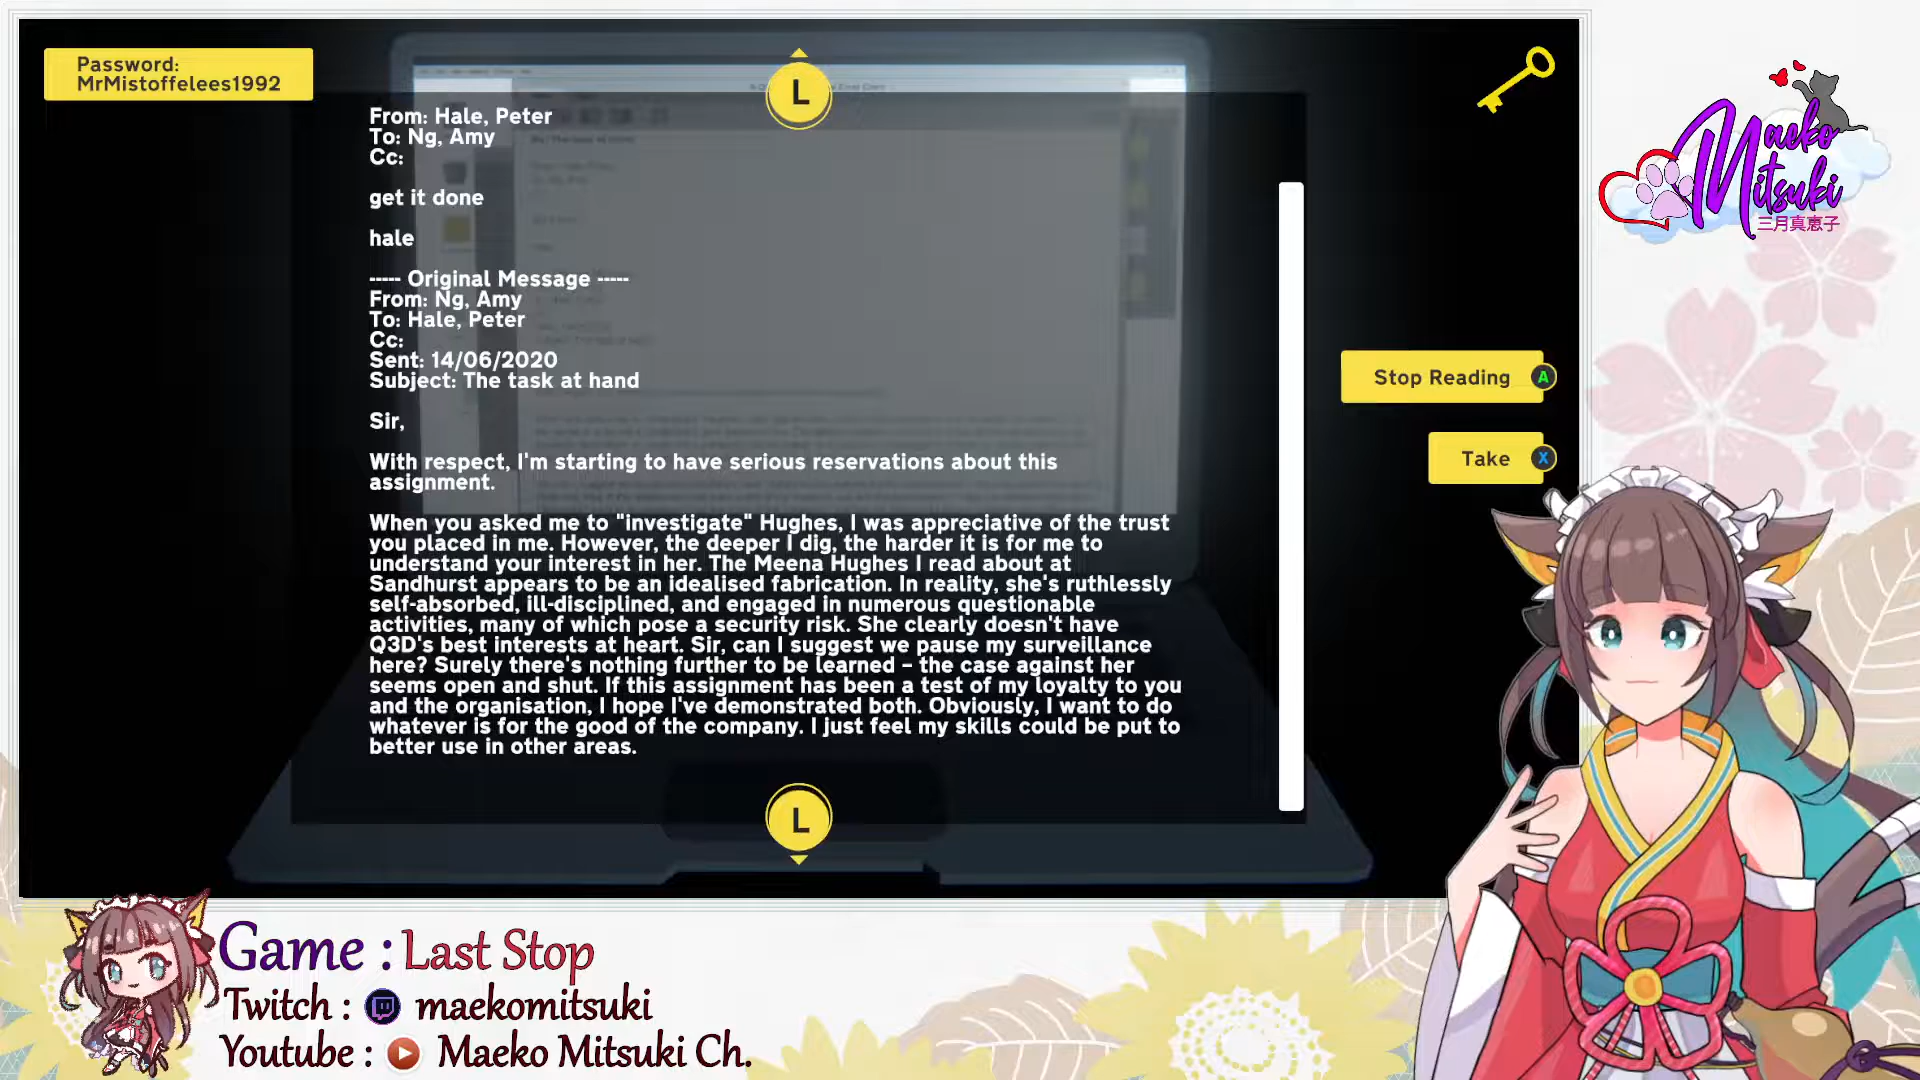 Password:
MrMistoffelees1992
L
From: Hale, Peter
To: Ng, Amy
Cc:
get it done
hale
----- Original Message -----
From: Ng, Amy
To: Hale, Peter
Cc:
Sent: 14/06/2020
Subject: The task at hand
Sir,
With respect, I'm starting to have serious reservations about this
assignment.
When you asked me to "investigate" Hughes, I was appreciative of the trust
you placed in me. However, the deeper I dig, the harder it is for me to
understand your interest in her. The Meena Hughes I read about at
Sandhurst appears to be an idealised fabrication. In reality, she's ruthlessly
self-absorbed, ill-disciplined, and engaged in numerous questionable
activities, many of which pose a security risk. She clearly doesn't have
Q3D's best interests at heart. Sir, can I suggest we pause my surveillance
here? Surely there's nothing further to be learned – the case against her
seems open and shut. If this assignment has been a test of my loyalty to you
and the organisation, I hope I've demonstrated both. Obviously, I want to do
whatever is for the good of the company. I just feel my skills could be put to
better use in other areas.
L
Stop Reading A
Take X
Maeko
Mitsuki
三月真恵子
Game : Last Stop
Twitch : maekomitsuki
Youtube : Maeko Mitsuki Ch.